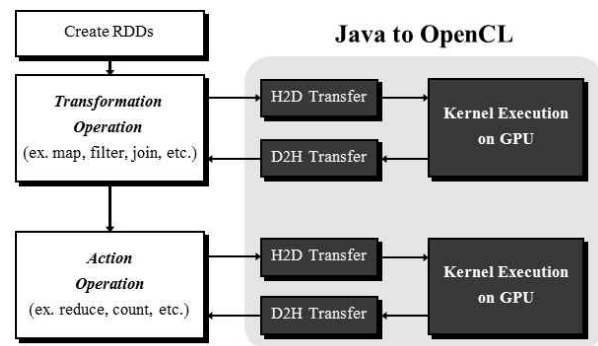 Create RDDs
Java to OpenCL
Transformation
Operation
(ex. map, filter, join, etc.)
H2D Transfer
D2H Transfer
Kernel Execution
on GPU
Action
Operation
(ex. reduce, count, etc.)
H2D Transfer
D2H Transfer
Kernel Execution
on GPU